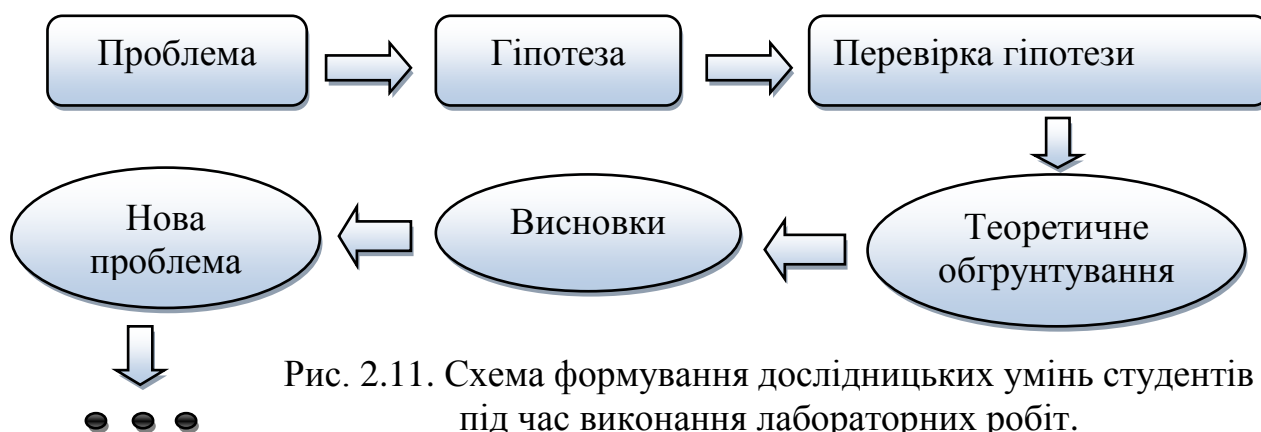 Проблема
Гіпотеза
Перевірка гіпотези
Теоретичне
обгрунтування
Висновки
Нова
проблема
Рис. 2.11. Схема формування дослідницьких умінь студентів
під час виконання лабораторних робіт.